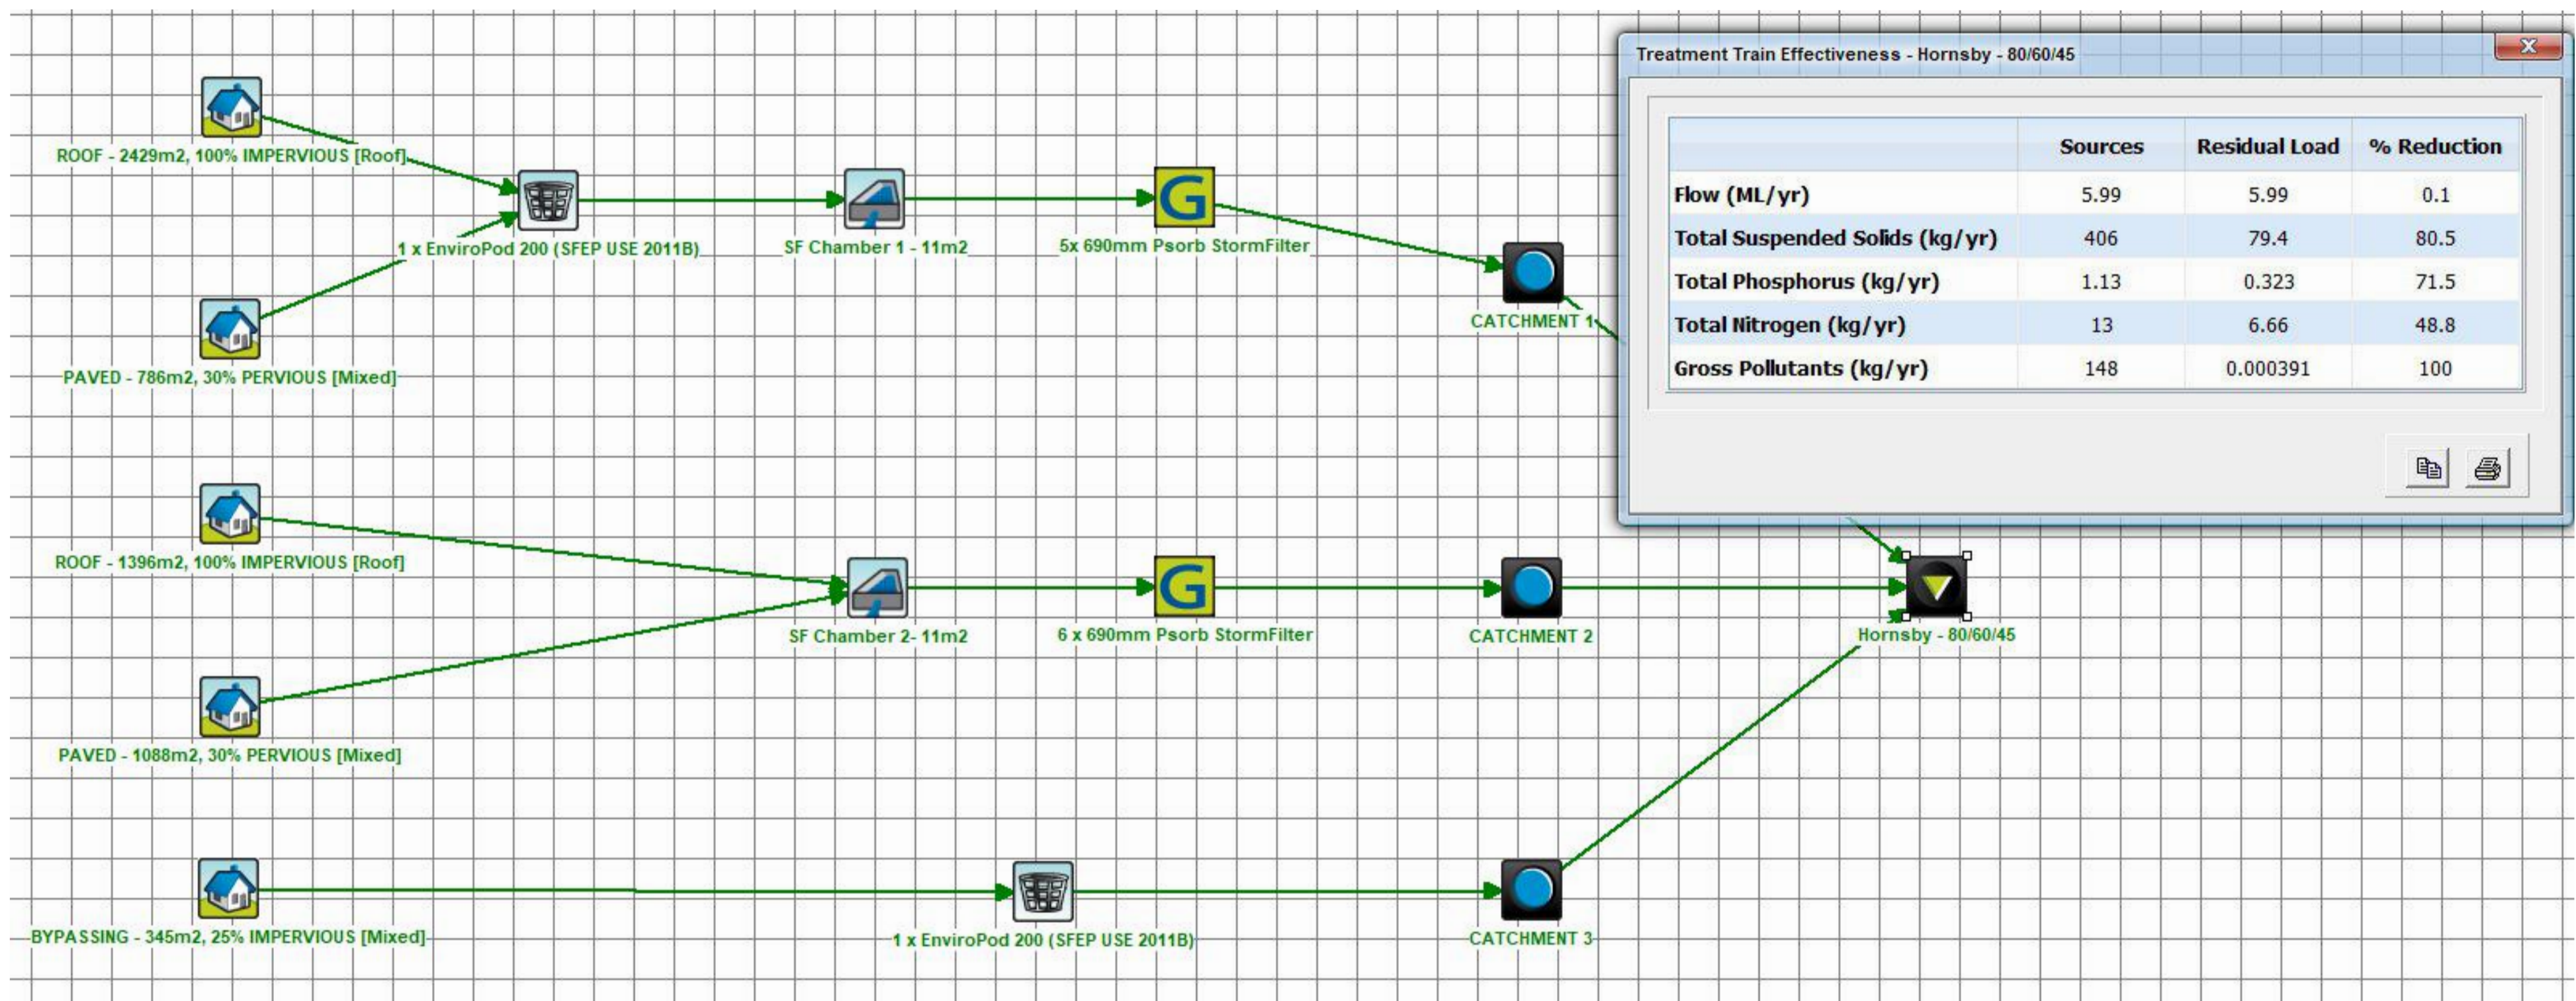 Treatment Train Effectiveness - Hornsby - 80/60/45
Sources Residual Load % Reduction
Flow (ML/yr) 5.99 5.99 0.1
Total Suspended Solids (kg/yr) 406 79.4 80.5
Total Phosphorus (kg/yr) 1.13 0.323 71.5
Total Nitrogen (kg/yr) 13 6.66 48.8
Gross Pollutants (kg/yr) 148 0.000391 100
ROOF - 2429m2, 100% IMPERVIOUS [Roof]
1 x EnviroPod 200 (SFEP USE 2011B)
SF Chamber 1 - 11m2
5x 690mm Psorb StormFilter
CATCHMENT 1
PAVED - 786m2, 30% PERVIOUS [Mixed]
ROOF - 1396m2, 100% IMPERVIOUS [Roof]
SF Chamber 2- 11m2
6 x 690mm Psorb StormFilter
CATCHMENT 2
Hornsby - 80/60/45
PAVED - 1088m2, 30% PERVIOUS [Mixed]
BYPASSING - 345m2, 25% IMPERVIOUS [Mixed]
1 x EnviroPod 200 (SFEP USE 2011B)
CATCHMENT 3